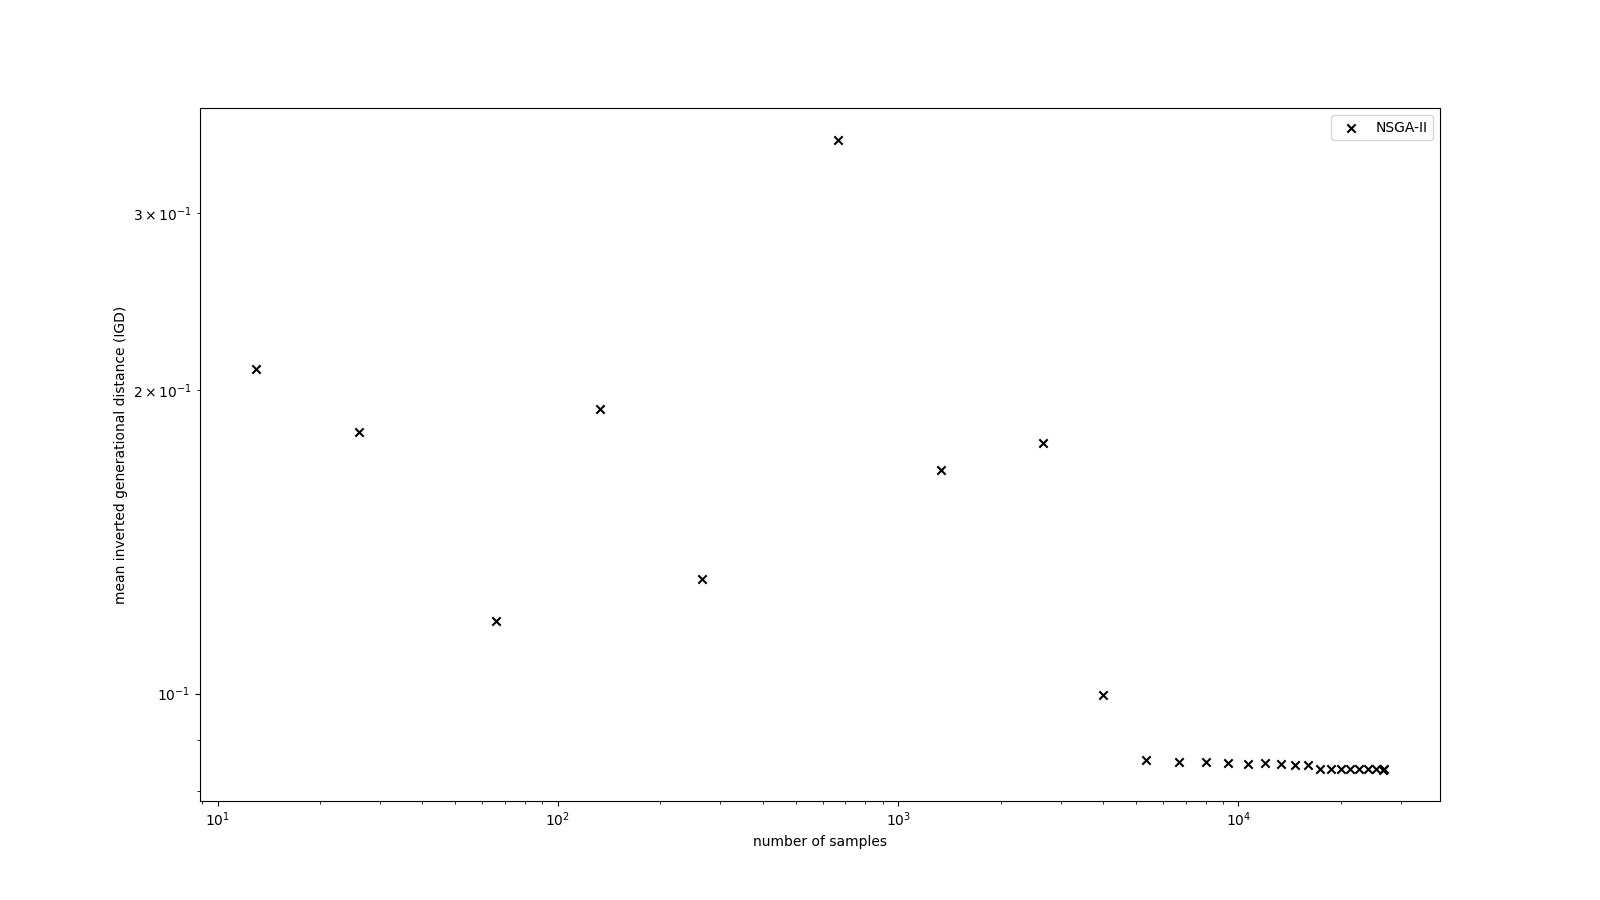 NSGA-II
3 × 10⁻¹
2 × 10⁻¹
10⁻¹
mean inverted generational distance (IGD)
10¹ 10² 10³ 10⁴
number of samples